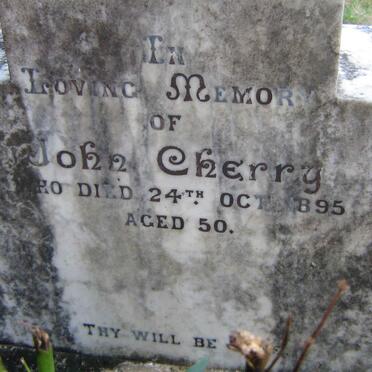 In
Loving Memory
OF
John Cherry
WHO DIED 24TH OCT. 1895
AGED 50.
THY WILL BE